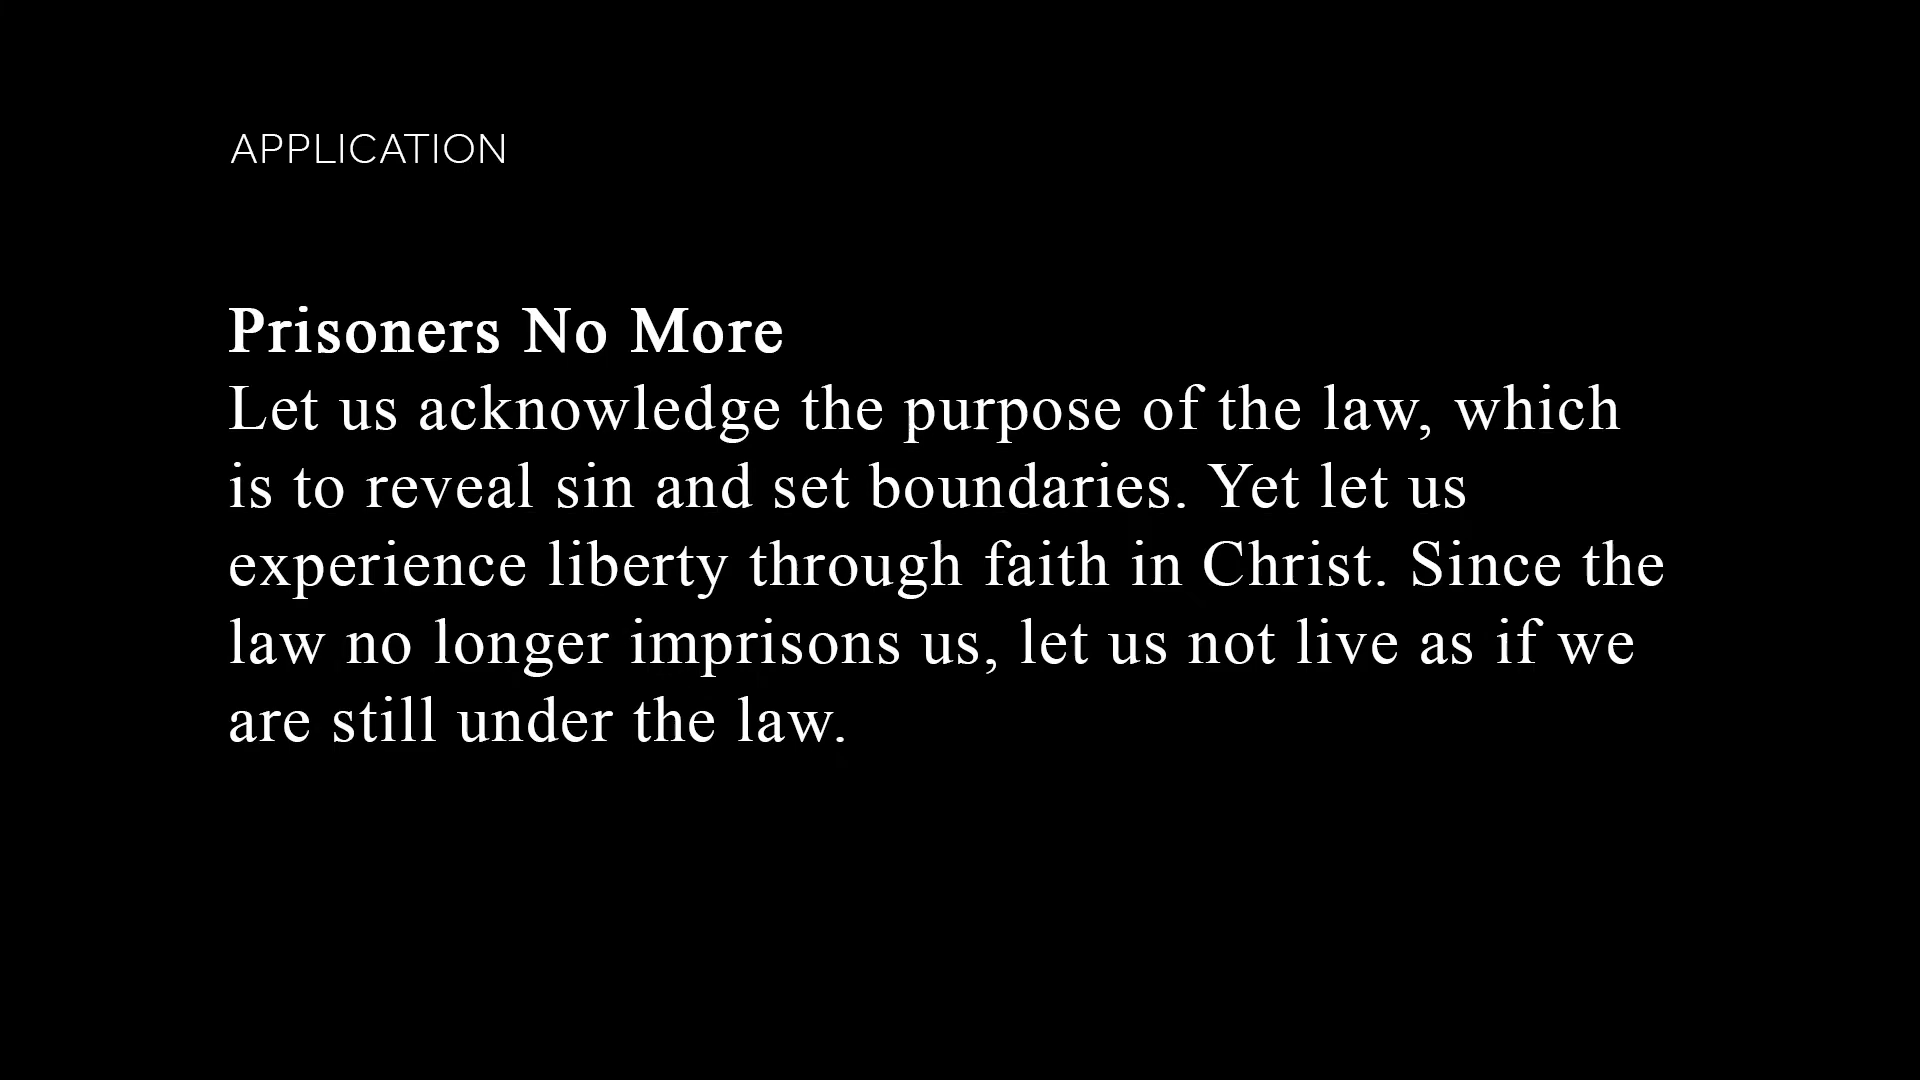 APPLICATION
Prisoners No More
Let us acknowledge the purpose of the law, which
is to reveal sin and set boundaries. Yet let us
experience liberty through faith in Christ. Since the
law no longer imprisons us, let us not live as if we
are still under the law.